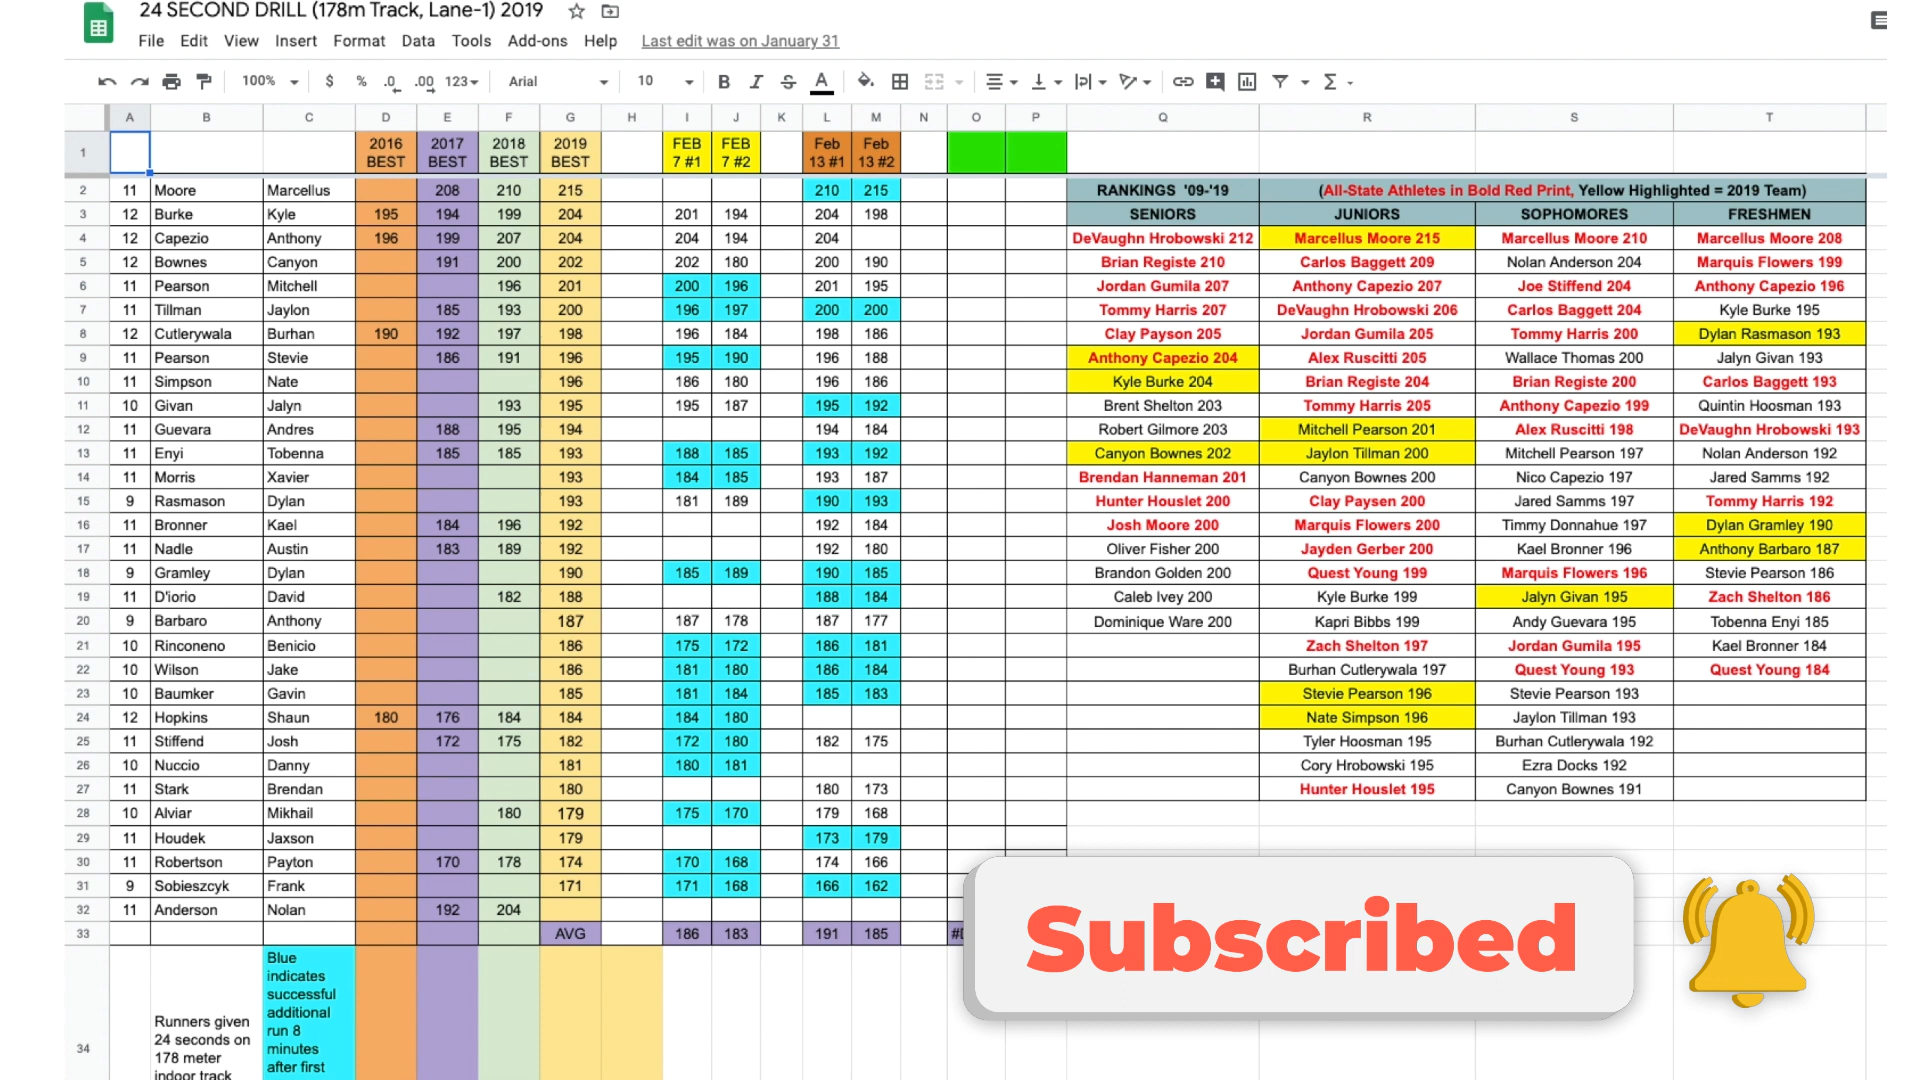 24 SECOND DRILL (178m Track, Lane-1) 2019
File Edit View Insert Format Data Tools Add-ons Help Last edit was on January 31
100% $ % .0 .00 123 Arial 10 B I S A
A B C D E F G H I J K L M N O P Q R S T
1 2016 BEST 2017 BEST 2018 BEST 2019 BEST FEB 7 #1 FEB 7 #2 Feb 13 #1 Feb 13 #2
2 11 Moore Marcellus 208 210 215 210 215 RANKINGS '09-'19 (All-State Athletes in Bold Red Print, Yellow Highlighted = 2019 Team)
3 12 Burke Kyle 195 194 199 204 201 194 204 198 SENIORS JUNIORS SOPHOMORES FRESHMEN
4 12 Capezio Anthony 196 199 207 204 204 194 204 DeVaughn Hrobowski 212 Marcellus Moore 215 Marcellus Moore 210 Marcellus Moore 208
5 12 Bownes Canyon 191 200 202 202 180 200 190 Brian Registe 210 Carlos Baggett 209 Nolan Anderson 204 Marquis Flowers 199
6 11 Pearson Mitchell 196 201 200 196 201 195 Jordan Gumila 207 Anthony Capezio 207 Joe Stiffend 204 Anthony Capezio 196
7 11 Tillman Jaylon 185 193 200 196 197 200 200 Tommy Harris 207 DeVaughn Hrobowski 206 Carlos Baggett 204 Kyle Burke 195
8 12 Cutlerywala Burhan 190 192 197 198 196 184 198 186 Clay Payson 205 Jordan Gumila 205 Tommy Harris 200 Dylan Rasmason 193
9 11 Pearson Stevie 186 191 196 195 190 196 188 Anthony Capezio 204 Alex Ruscitti 205 Wallace Thomas 200 Jalyn Givan 193
10 11 Simpson Nate 196 186 180 196 186 Kyle Burke 204 Brian Registe 204 Brian Registe 200 Carlos Baggett 193
11 10 Givan Jalyn 193 195 195 187 195 192 Brent Shelton 203 Tommy Harris 205 Anthony Capezio 199 Quintin Hoosman 193
12 11 Guevara Andres 188 195 194 194 184 Robert Gilmore 203 Mitchell Pearson 201 Alex Ruscitti 198 DeVaughn Hrobowski 193
13 11 Enyi Tobenna 185 185 193 188 185 193 192 Canyon Bownes 202 Jaylon Tillman 200 Mitchell Pearson 197 Nolan Anderson 192
14 11 Morris Xavier 193 184 185 193 187 Brendan Hanneman 201 Canyon Bownes 200 Nico Capezio 197 Jared Samms 192
15 9 Rasmason Dylan 193 181 189 190 193 Hunter Houslet 200 Clay Paysen 200 Jared Samms 197 Tommy Harris 192
16 11 Bronner Kael 184 196 192 192 184 Josh Moore 200 Marquis Flowers 200 Timmy Donnahue 197 Dylan Gramley 190
17 11 Nadle Austin 183 189 192 192 180 Oliver Fisher 200 Jayden Gerber 200 Kael Bronner 196 Anthony Barbaro 187
18 9 Gramley Dylan 190 185 189 190 185 Brandon Golden 200 Quest Young 199 Marquis Flowers 196 Stevie Pearson 186
19 11 D'iorio David 182 188 188 184 Caleb Ivey 200 Kyle Burke 199 Jalyn Givan 195 Zach Shelton 186
20 9 Barbaro Anthony 187 187 178 187 177 Dominique Ware 200 Kapri Bibbs 199 Andy Guevara 195 Tobenna Enyi 185
21 10 Rinconeno Benicio 186 175 172 186 181 Zach Shelton 197 Jordan Gumila 195 Kael Bronner 184
22 10 Wilson Jake 186 181 180 186 184 Burhan Cutlerywala 197 Quest Young 193 Quest Young 184
23 10 Baumker Gavin 185 181 184 185 183 Stevie Pearson 196 Stevie Pearson 193
24 12 Hopkins Shaun 180 176 184 184 184 180 Nate Simpson 196 Jaylon Tillman 193
25 11 Stiffend Josh 172 175 182 172 180 182 175 Tyler Hoosman 195 Burhan Cutlerywala 192
26 10 Nuccio Danny 181 180 181 Cory Hrobowski 195 Ezra Docks 192
27 11 Stark Brendan 180 180 173 Hunter Houslet 195 Canyon Bownes 191
28 10 Alviar Mikhail 180 179 175 170 179 168
29 11 Houdek Jaxson 179 173 179
30 11 Robertson Payton 170 178 174 170 168 174 166
31 9 Sobieszcyk Frank 171 171 168 166 162
32 11 Anderson Nolan 192 204
33 AVG 186 183 191 185
34
Runners given
24 seconds on
178 meter
indoor track
Blue
indicates
successful
additional
run 8
minutes
after first
Subscribed